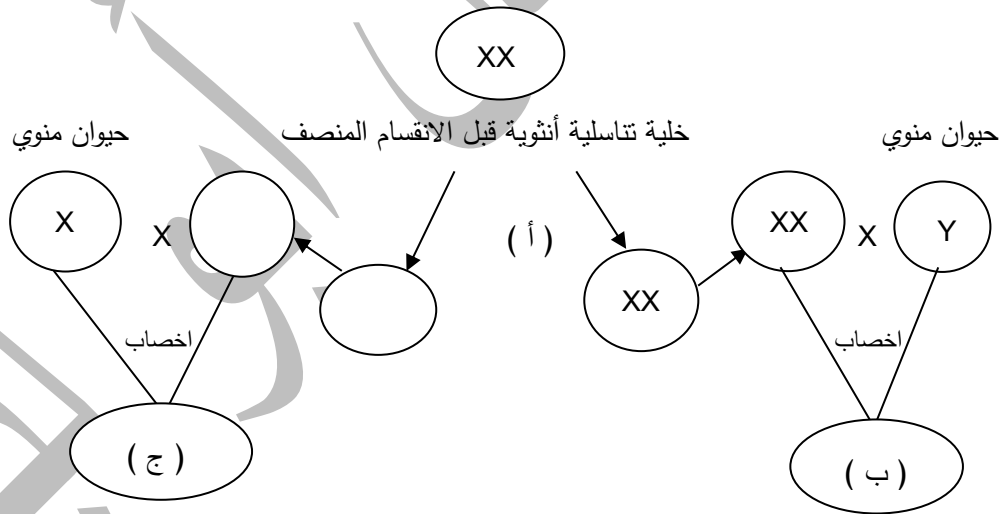 XX
حيوان منوي
خلية تناسلية أنثوية قبل الانقسام المنصف
حيوان منوي
Y
X
XX
( أ )
X
X
XX
اخصاب
اخصاب
( ب )
( ج )